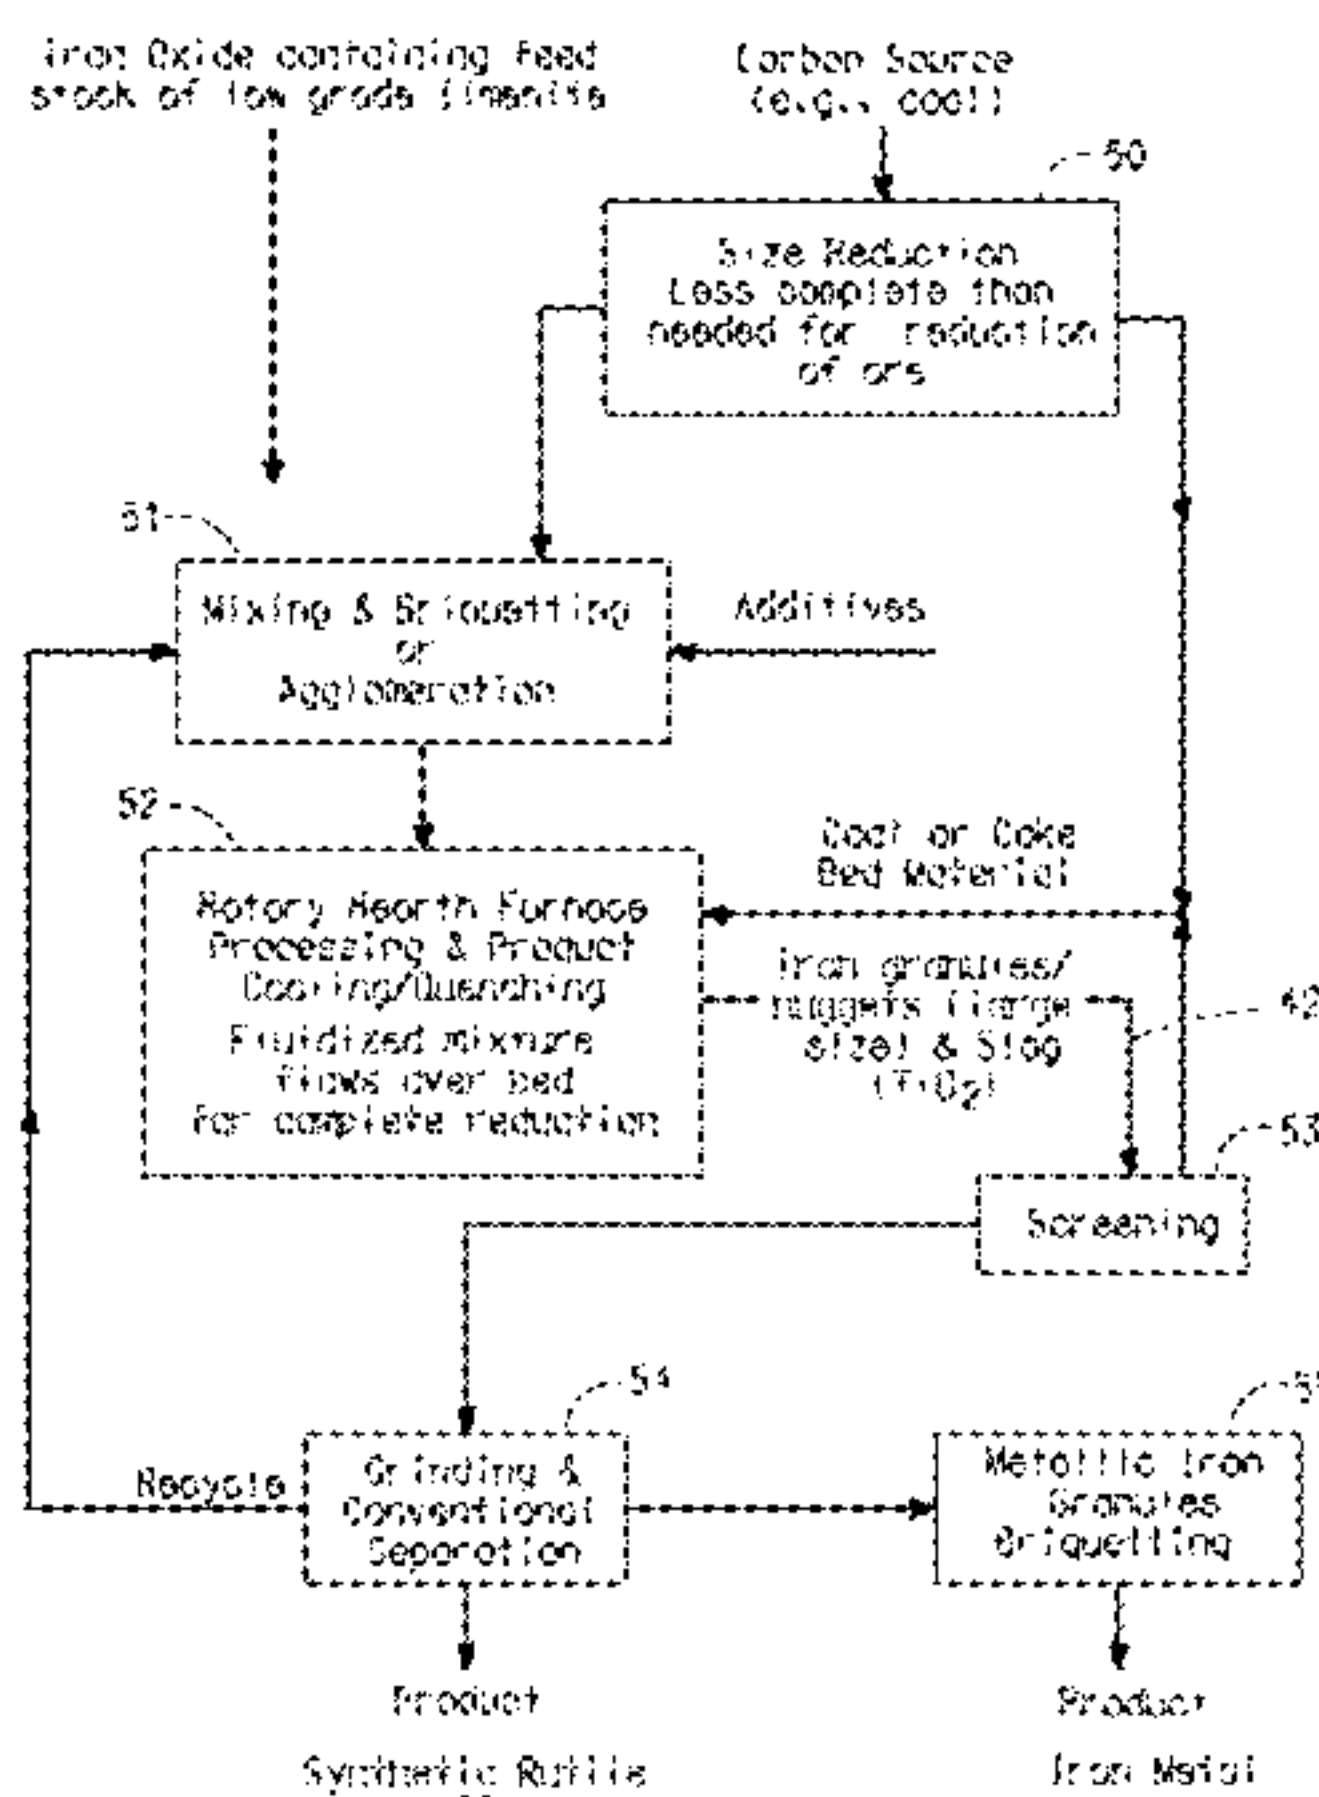 Iron Oxide containing Feed
stock of low grade Ilmenite
Carbon Source
(e.g., coal)
50
Size Reduction
Less complete than
needed for reduction
of ore
51
Mixing & Briquetting
or
Agglomeration
Additives
52
Rotary Hearth Furnace
Processing & Product
Cooling/Quenching
Fluidized mixture
flows over bed
For complete reduction
Coal or Coke
Bed Material
iron granules/
nuggets (large
size) & Slag
(TiO2)
62
53
Screening
54
Grinding &
Conventional
Separation
Recycle
Metallic Iron
Granules
Briquetting
Product
Synthetic Rutile
Product
Iron Metal